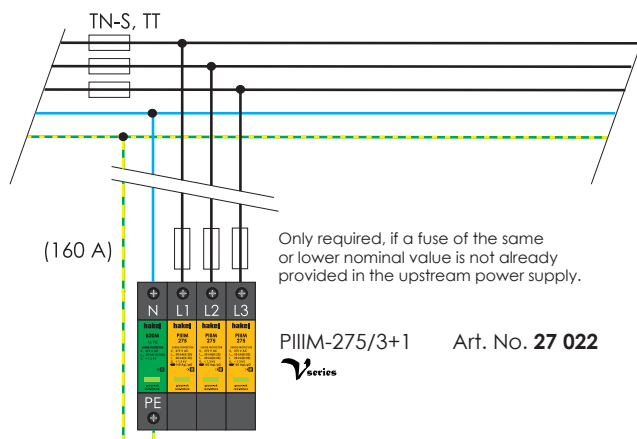 TN-S, TT
(160 A)
Only required, if a fuse of the same
or lower nominal value is not already
provided in the upstream power supply.
N L1 L2 L3
hakel hakel hakel hakel
PIIIM PIIIM PIIIM
275 275 275
PE
PIIIM-275/3+1 Art. No. 27 022
V series